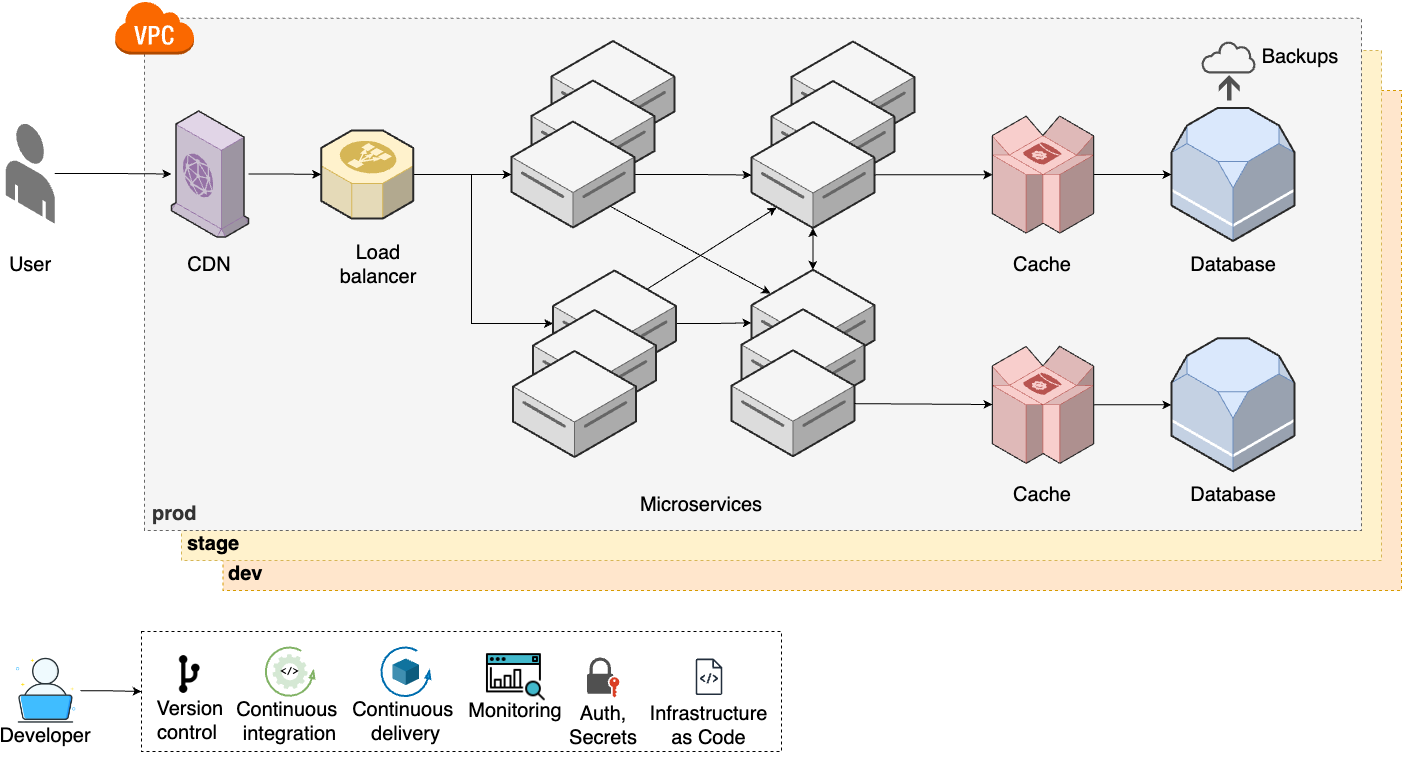 VPC
Backups
User
CDN
Load
balancer
Cache
Database
Cache
Database
Microservices
prod
stage
dev
Developer
Version
control
Continuous
integration
Continuous
delivery
Monitoring
Auth,
Secrets
Infrastructure
as Code